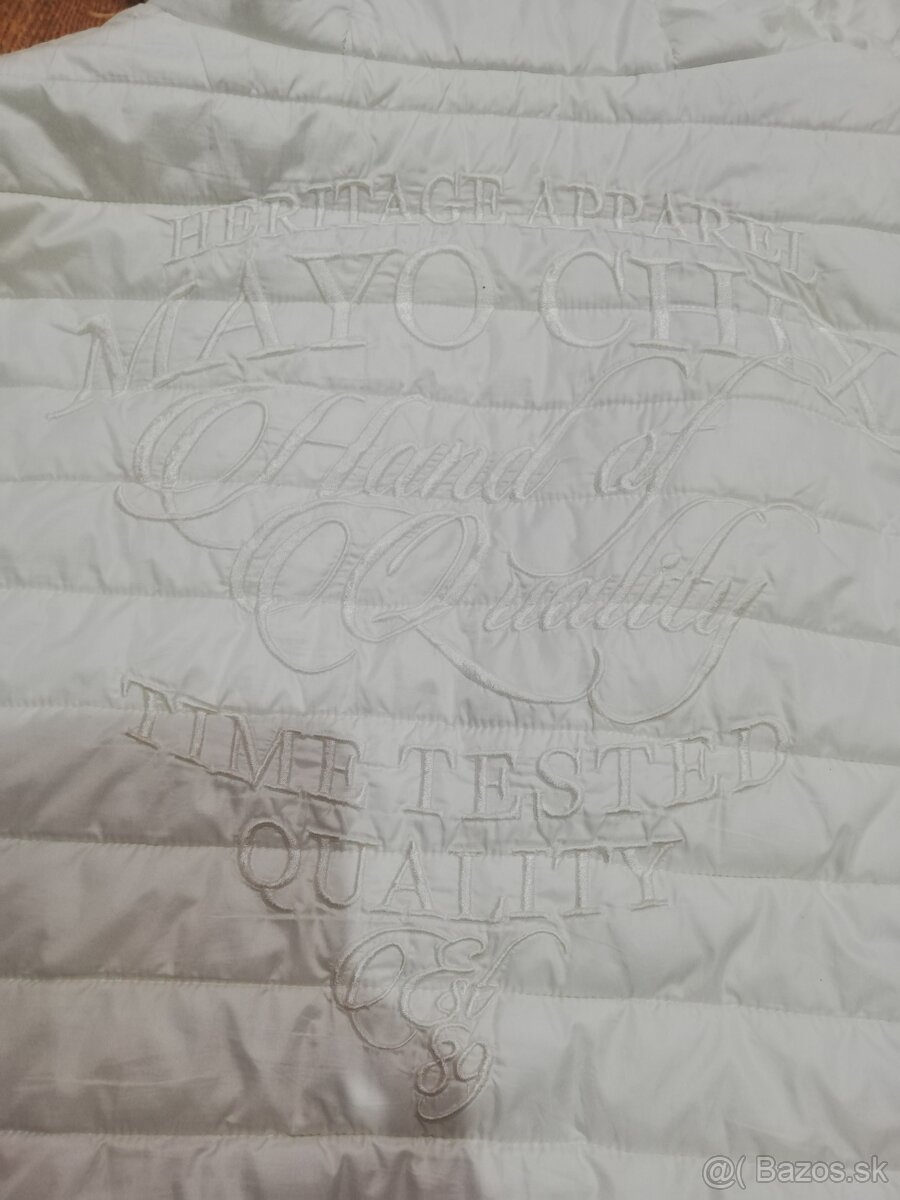 HERITAGE APPAREL
MAYO CHIX
Hand of
Quality
TIME TESTED
QUALITY
Est
89
@( Bazos.sk